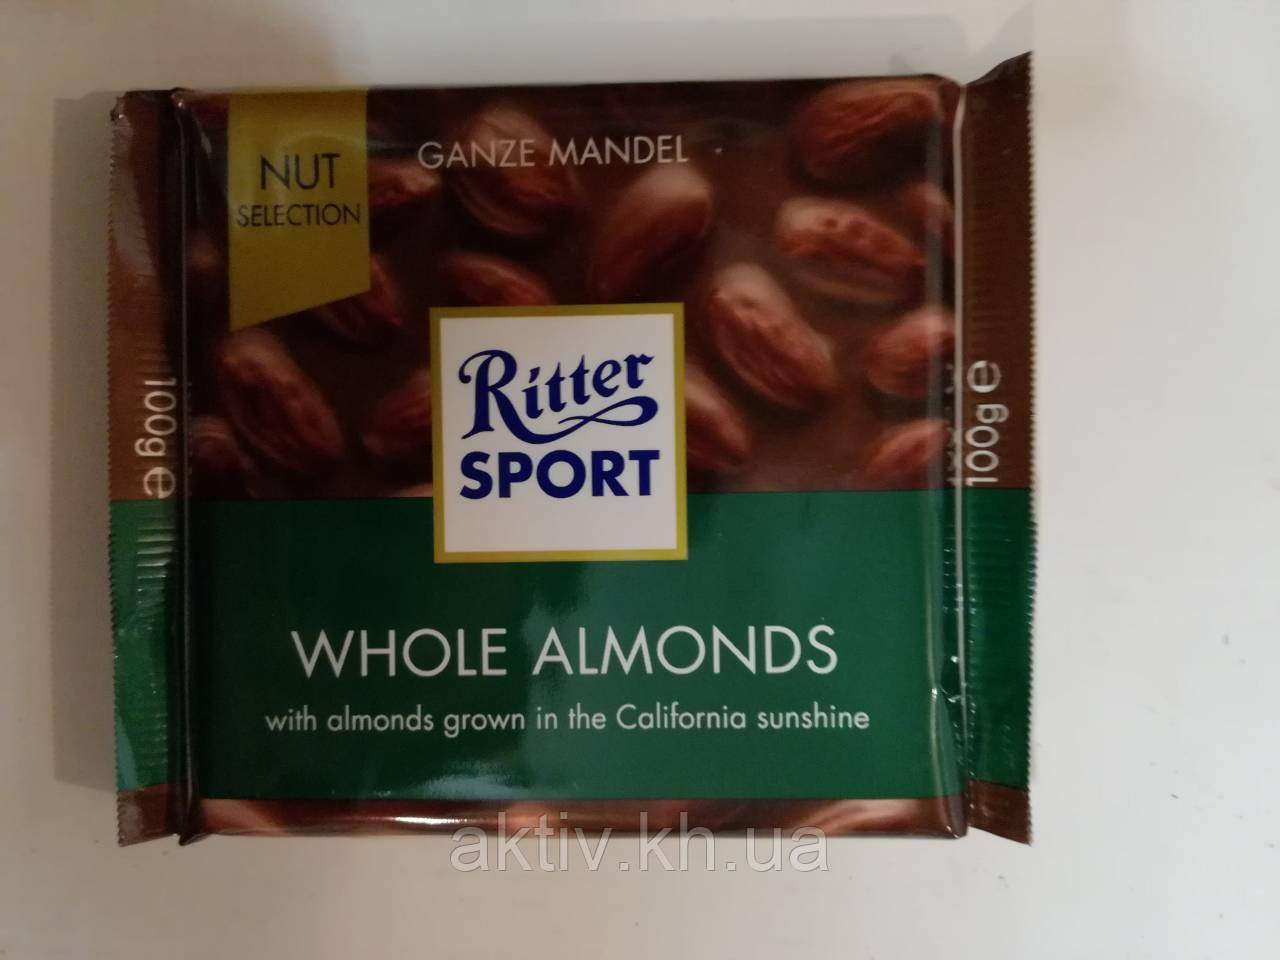 NUT
SELECTION
GANZE MANDEL
Ritter
SPORT
100g e
100g e
WHOLE ALMONDS
with almonds grown in the California sunshine
aktiv.kh.ua